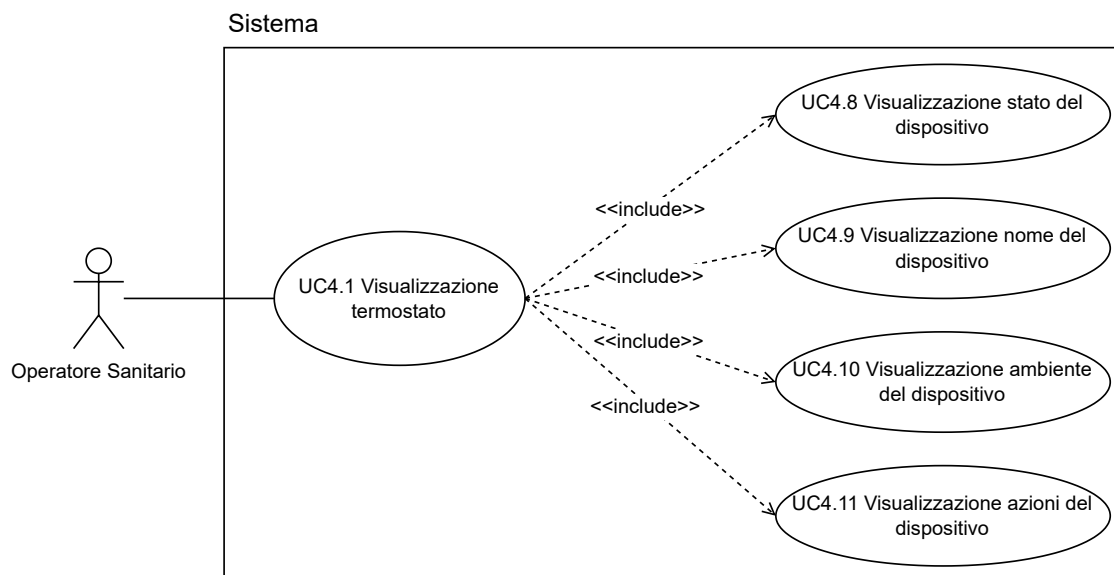 Sistema
UC4.8 Visualizzazione stato del
dispositivo
<<include>>
UC4.9 Visualizzazione nome del
dispositivo
<<include>>
UC4.1 Visualizzazione
termostato
<<include>>
UC4.10 Visualizzazione ambiente
del dispositivo
Operatore Sanitario
<<include>>
UC4.11 Visualizzazione azioni del
dispositivo